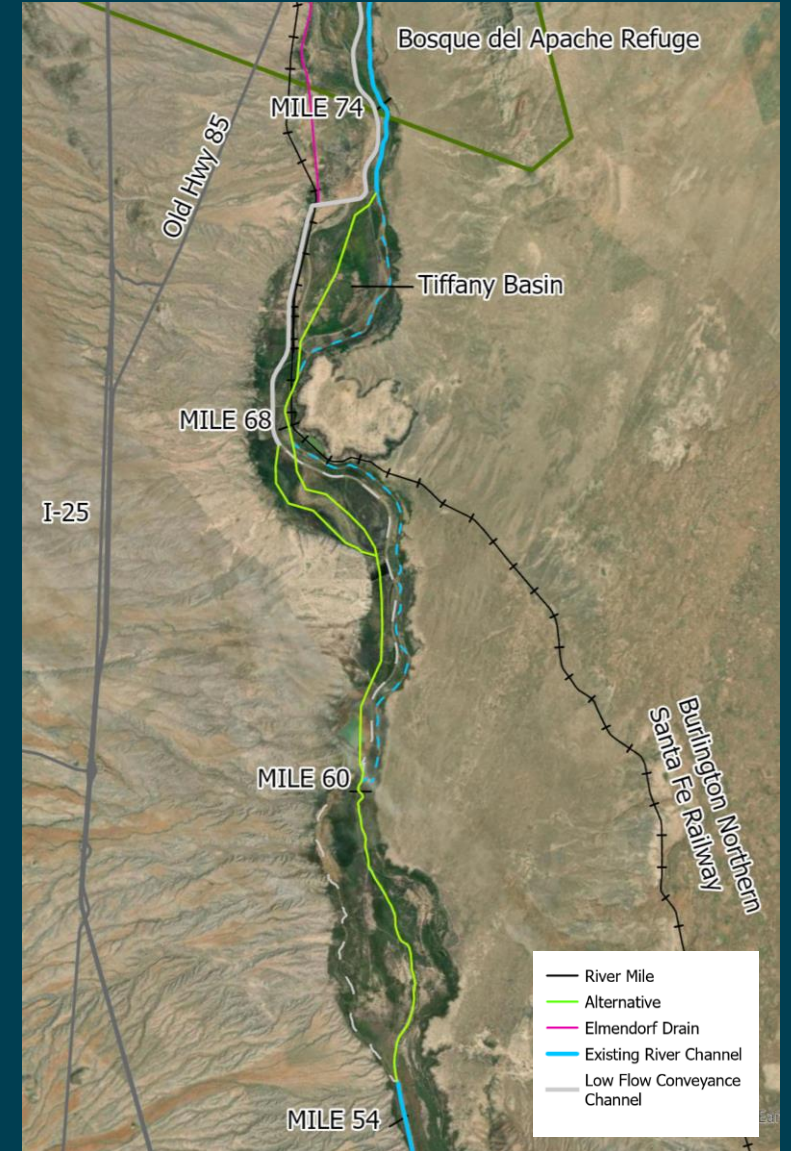 Bosque del Apache Refuge
MILE 74
Old Hwy 85
Tiffany Basin
MILE 68
I-25
Burlington Northern
Santa Fe Railway
MILE 60
River Mile
Alternative
Elmendorf Drain
Existing River Channel
Low Flow Conveyance
Channel
MILE 54